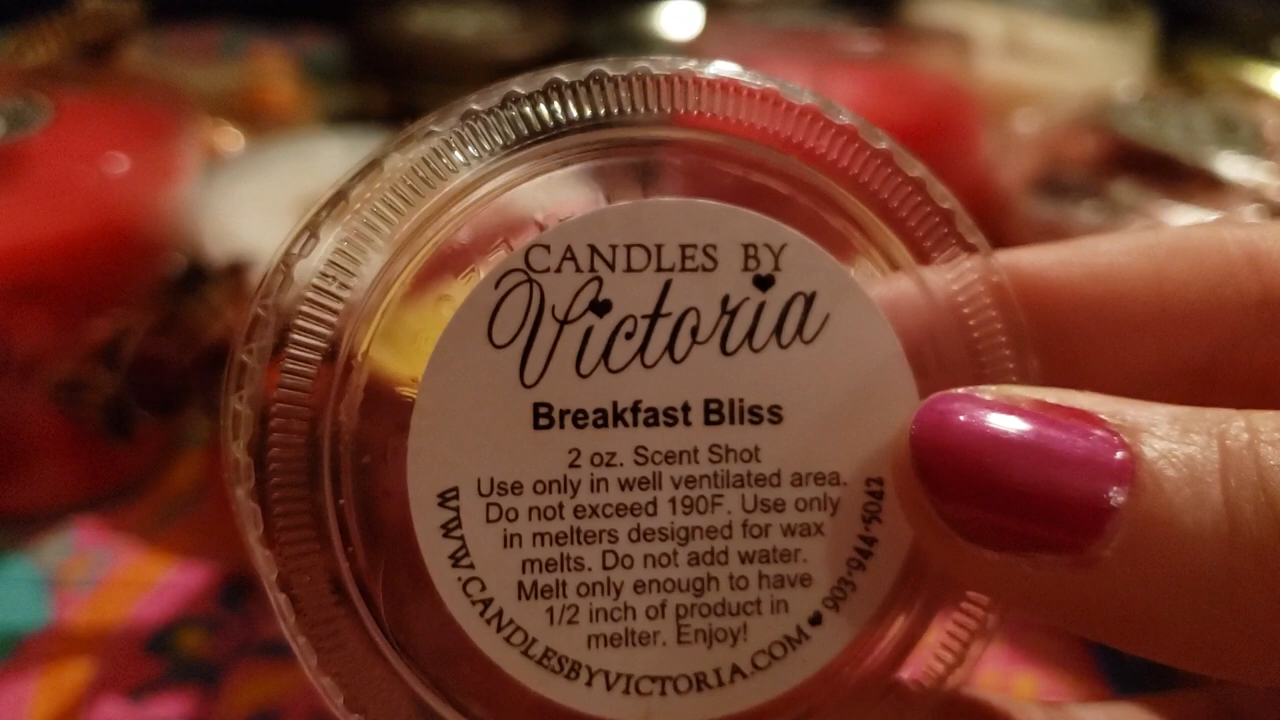 CANDLES BY
Victoria
Breakfast Bliss
2 oz. Scent Shot
Use only in well ventilated area.
Do not exceed 190F. Use only
in melters designed for wax
melts. Do not add water.
Melt only enough to have
1/2 inch of product in
melter. Enjoy!
WWW.CANDLESBYVICTORIA.COM ♥ 903•944•5042